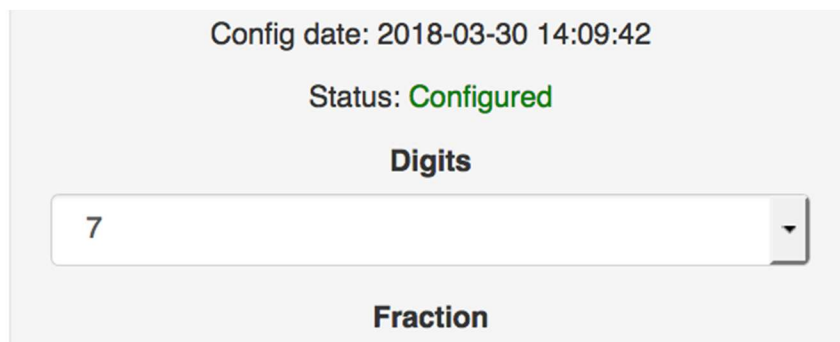 Config date: 2018-03-30 14:09:42
Status: Configured
Digits
7
Fraction